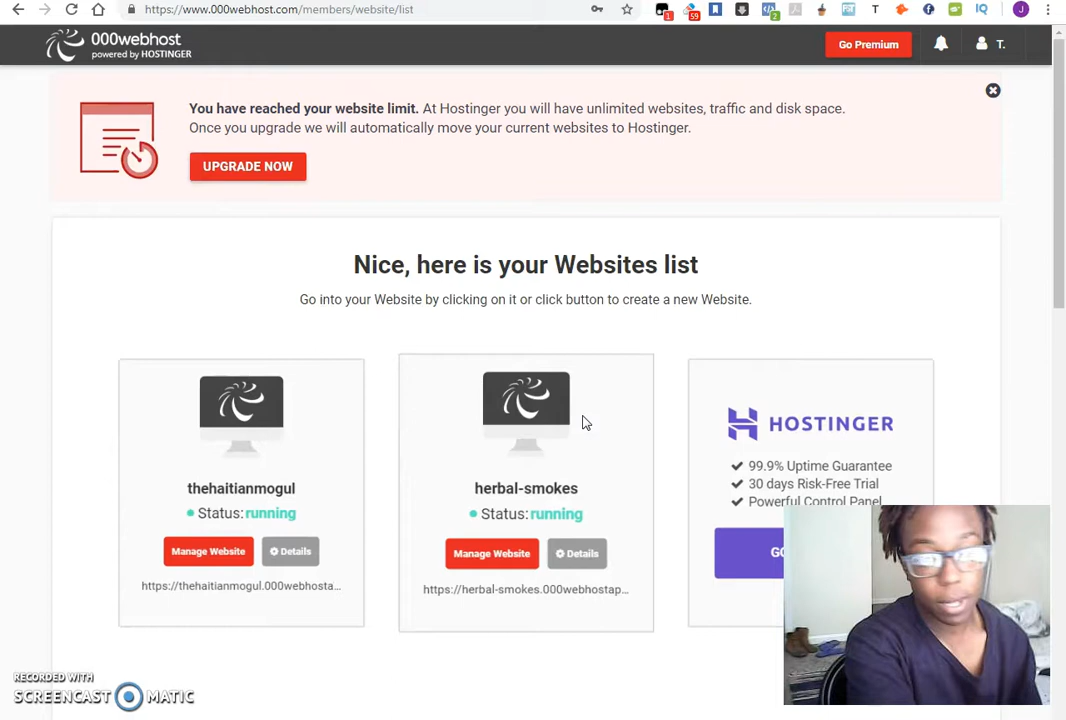 https://www.000webhost.com/members/website/list
1
59
2
T
IQ
J
000webhost
powered by HOSTINGER
Go Premium
T.
You have reached your website limit. At Hostinger you will have unlimited websites, traffic and disk space.
Once you upgrade we will automatically move your current websites to Hostinger.
UPGRADE NOW
Nice, here is your Websites list
Go into your Website by clicking on it or click button to create a new Website.
thehaitianmogul
Status: running
Manage Website
Details
https://thehaitianmogul.000webhosta...
herbal-smokes
Status: running
Manage Website
Details
https://herbal-smokes.000webhostap...
HOSTINGER
99.9% Uptime Guarantee
30 days Risk-Free Trial
Powerful Control Panel
RECORDED WITH
SCREENCAST MATIC